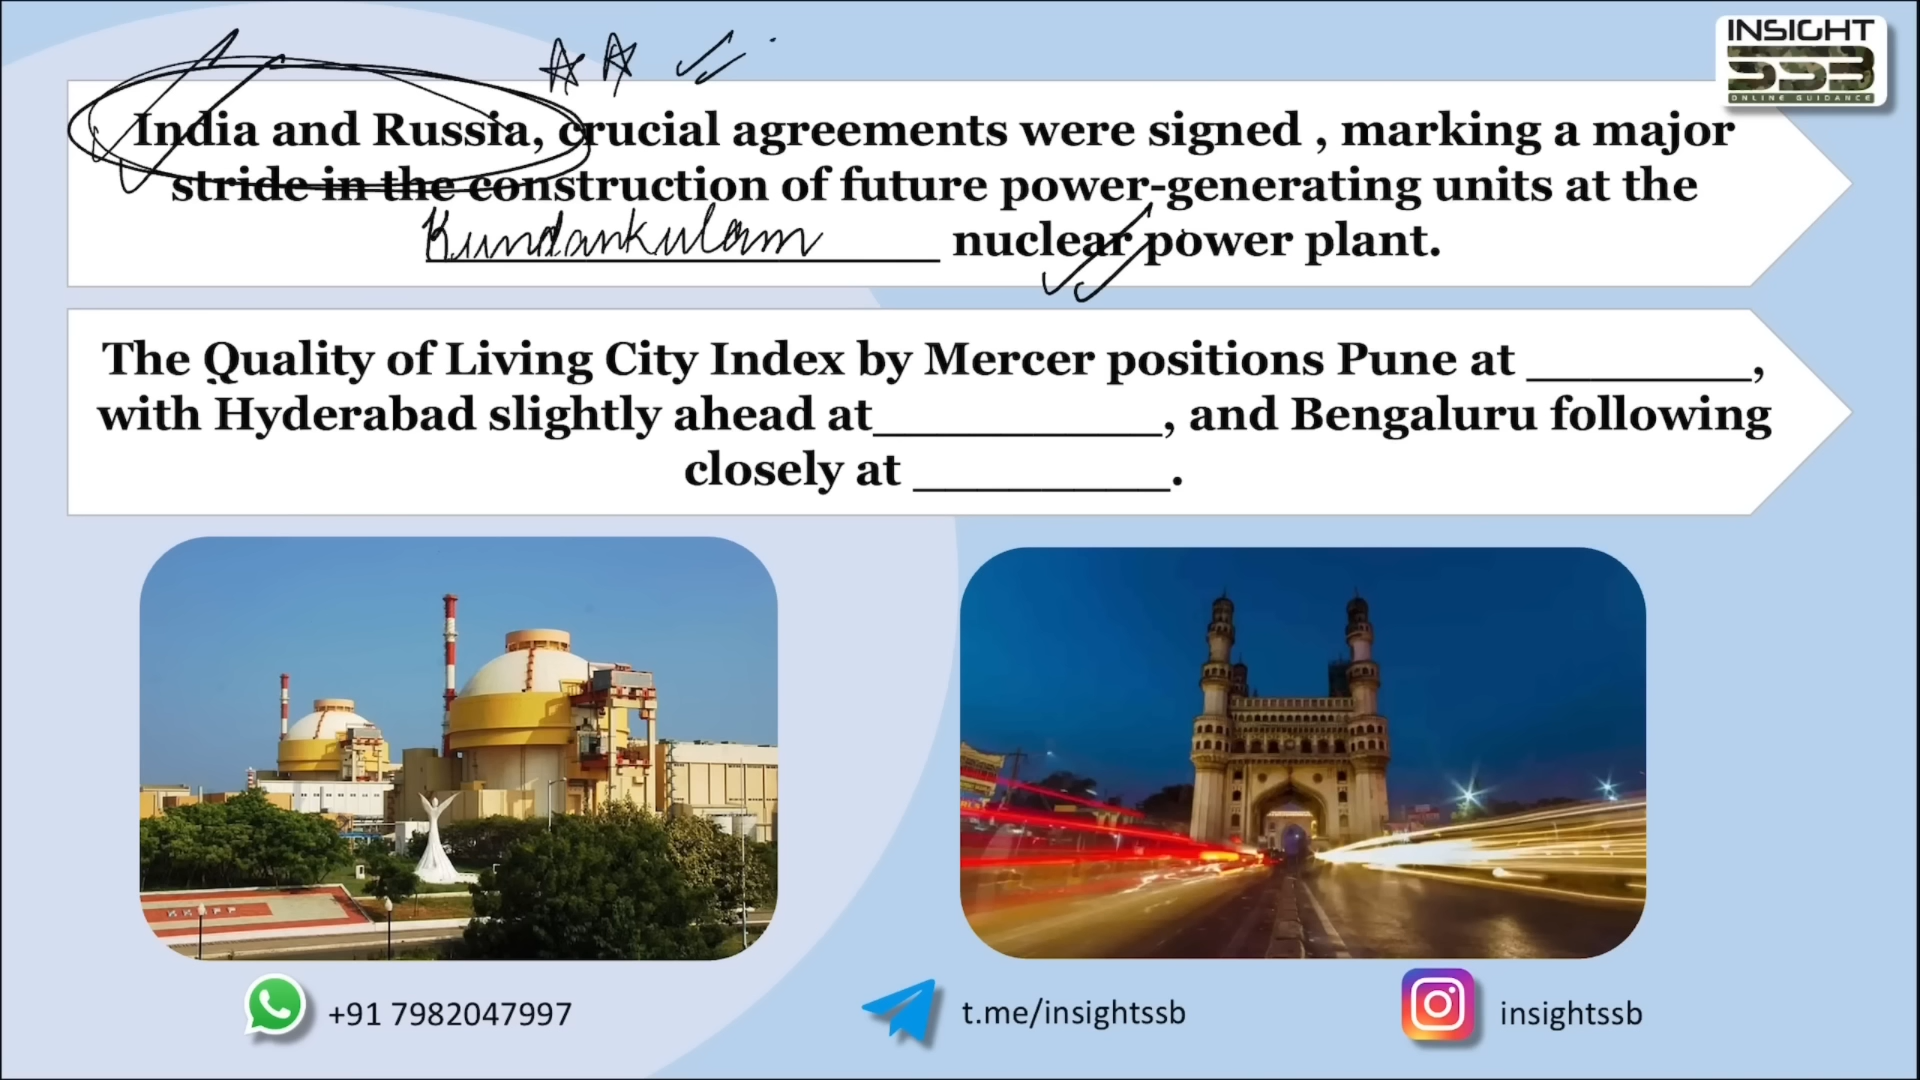 INSIGHT
SSB
ONLINE GUIDANCE
India and Russia, crucial agreements were signed , marking a major
stride in the construction of future power-generating units at the
Kundankulam nuclear power plant.
The Quality of Living City Index by Mercer positions Pune at ________,
with Hyderabad slightly ahead at__________, and Bengaluru following
closely at _________.
+91 7982047997
t.me/insightssb
insightssb